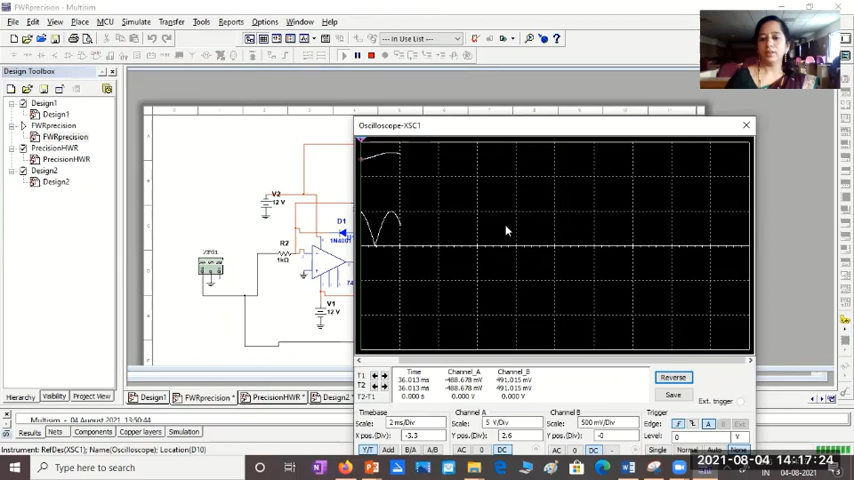 FWRprecision - Multisim
File Edit View Place MCU Simulate Transfer Tools Reports Options Window Help
--- In Use List ---
Design Toolbox
Design1
Design1
FWRprecision
FWRprecision
PrecisionHWR
PrecisionHWR
Design2
Design2
Hierarchy Visibility Project View
V2
12 V
D1
R2
1kΩ
V1
12 V
Oscilloscope-XSC1
Time Channel_A Channel_B
T1 36.013 ms -488.678 mV 491.015 mV
T2 36.013 ms -488.678 mV 491.015 mV
T2-T1 0.000 s 0.000 V 0.000 V
Reverse
Save
Ext. trigger
Timebase Channel A Channel B Trigger
Scale: 2 ms/Div Scale: 5 V/Div Scale: 500 mV/Div Edge: A B Ext
X pos.(Div): -3.3 Y pos.(Div): 2.6 Y pos.(Div): -0 Level: 0 V
Y/T Add B/A A/B AC 0 DC AC 0 DC - Single Normal Auto None
Design1 FWRprecision * PrecisionHWR * Design2 *
Multisim - 04 August 2021, 13:50:44
Results Nets Components Copper layers Simulation
Instrument: RefDes(XSC1); Name(Oscilloscope); Location(D10)
Type here to search
2021-08-04 14:17:24
IN 04-08-2021